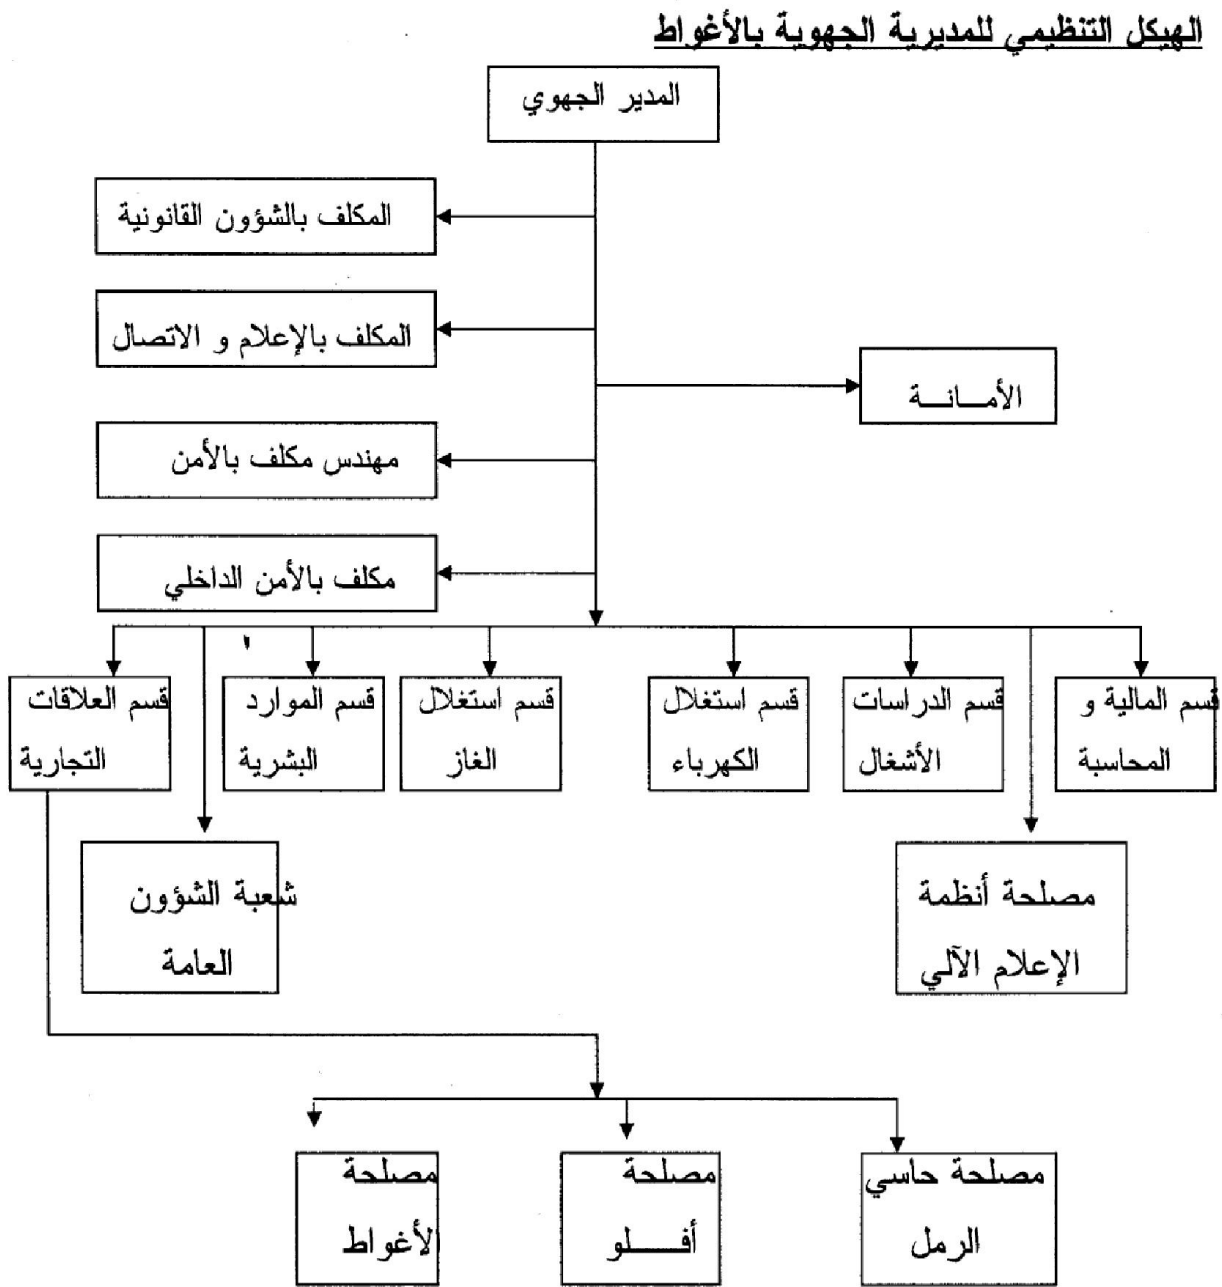 الهيكل التنظيمي للمديرية الجهوية بالأغواط
المدير الجهوي
المكلف بالشؤون القانونية
المكلف بالإعلام و الاتصال
الأمـــانـــة
مهندس مكلف بالأمن
مكلف بالأمن الداخلي
قسم المالية و
المحاسبة
قسم الدراسات
الأشغال
قسم استغلال
الكهرباء
قسم استغلال
الغاز
قسم الموارد
البشرية
قسم العلاقات
التجارية
مصلحة أنظمة
الإعلام الآلي
شعبة الشؤون
العامة
مصلحة حاسي
الرمل
مصلحة
أفـــلو
مصلحة
الأغواط